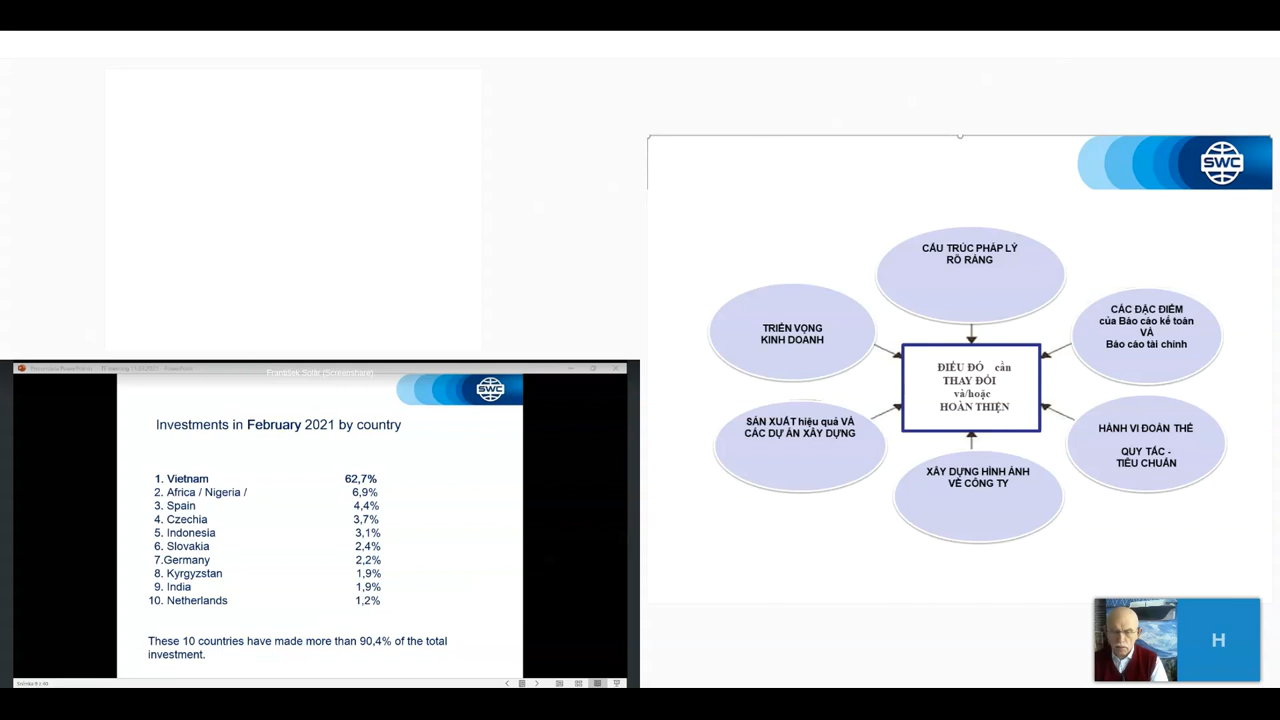 František Solár (Screenshare)
SWC
Investments in February 2021 by country
1. Vietnam 62,7%
2. Africa / Nigeria / 6,9%
3. Spain 4,4%
4. Czechia 3,7%
5. Indonesia 3,1%
6. Slovakia 2,4%
7.Germany 2,2%
8. Kyrgyzstan 1,9%
9. India 1,9%
10. Netherlands 1,2%
These 10 countries have made more than 90,4% of the total
investment.
SWC
CẤU TRÚC PHÁP LÝ
RÕ RÀNG
TRIỂN VỌNG
KINH DOANH
CÁC ĐẶC ĐIỂM
của Báo cáo kế toàn
VÀ
Báo cáo tài chính
ĐIỀU ĐÓ cần
THAY ĐỔI
và/hoặc
HOÀN THIỆN
SẢN XUẤT hiệu quả VÀ
CÁC DỰ ÁN XÂY DỰNG
HÀNH VI ĐOÀN THỂ
QUY TẮC -
TIÊU CHUẨN
XÂY DỰNG HÌNH ẢNH
VỀ CÔNG TY
H